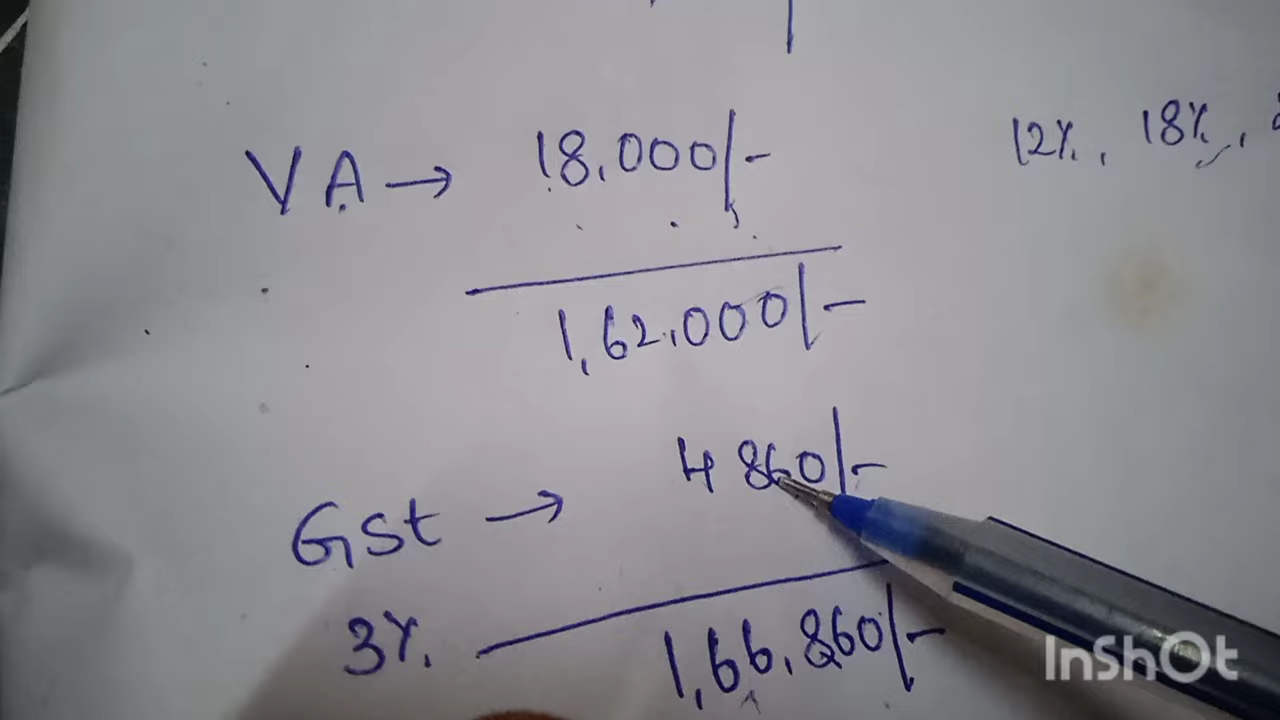 VA → 18,000/-
12%, 18%,
1,62,000/-
Gst → 4860/-
3%.
1,66,860/-
InShOt